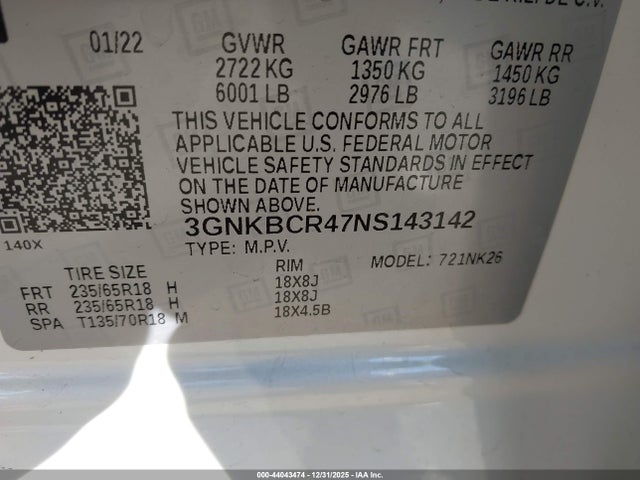 DE C.V.
01/22 GVWR GAWR FRT GAWR RR
2722 KG 1350 KG 1450 KG
6001 LB 2976 LB 3196 LB
THIS VEHICLE CONFORMS TO ALL
APPLICABLE U.S. FEDERAL MOTOR
VEHICLE SAFETY STANDARDS IN EFFECT
ON THE DATE OF MANUFACTURE
SHOWN ABOVE.
3GNKBCR47NS143142
140X
TYPE: M.P.V. MODEL: 721NK26
TIRE SIZE RIM
FRT 235/65R18 H 18X8J
RR 235/65R18 H 18X8J
SPA T135/70R18 M 18X4.5B
GM
000-44043474 - 12/31/2025 - IAA Inc.